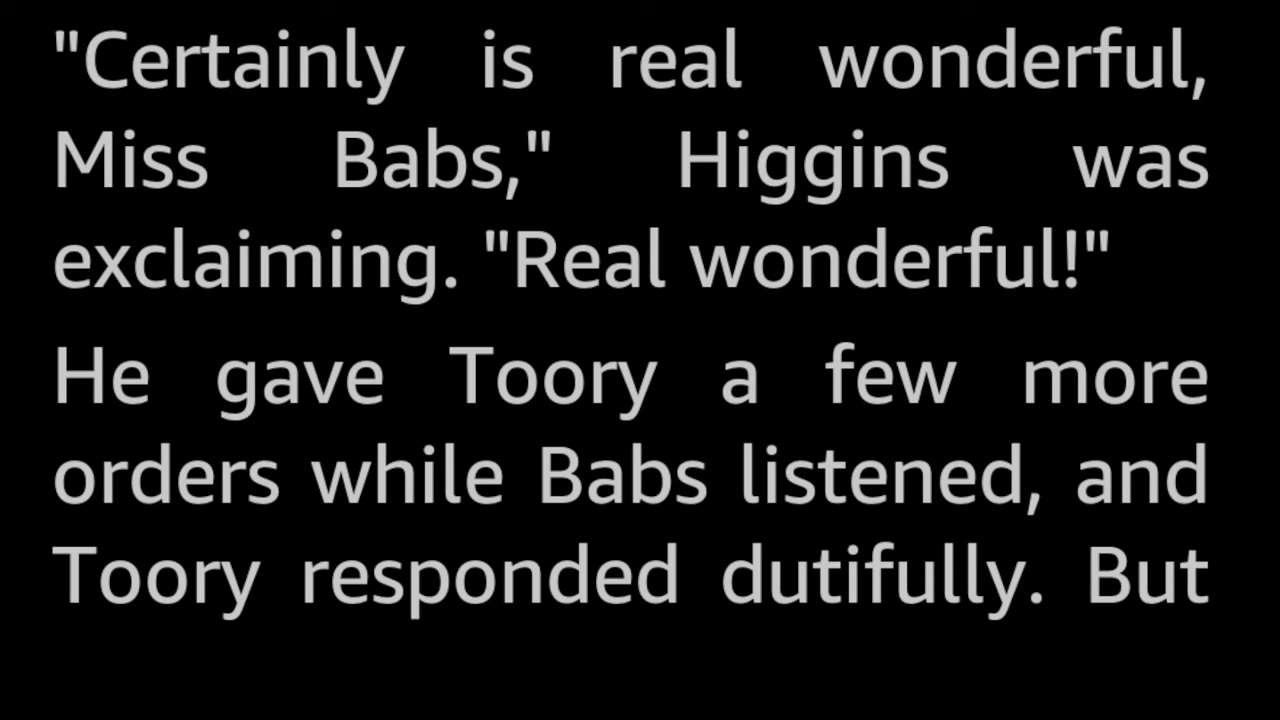 "Certainly is real wonderful,
Miss Babs," Higgins was
exclaiming. "Real wonderful!"
He gave Toory a few more
orders while Babs listened, and
Toory responded dutifully. But